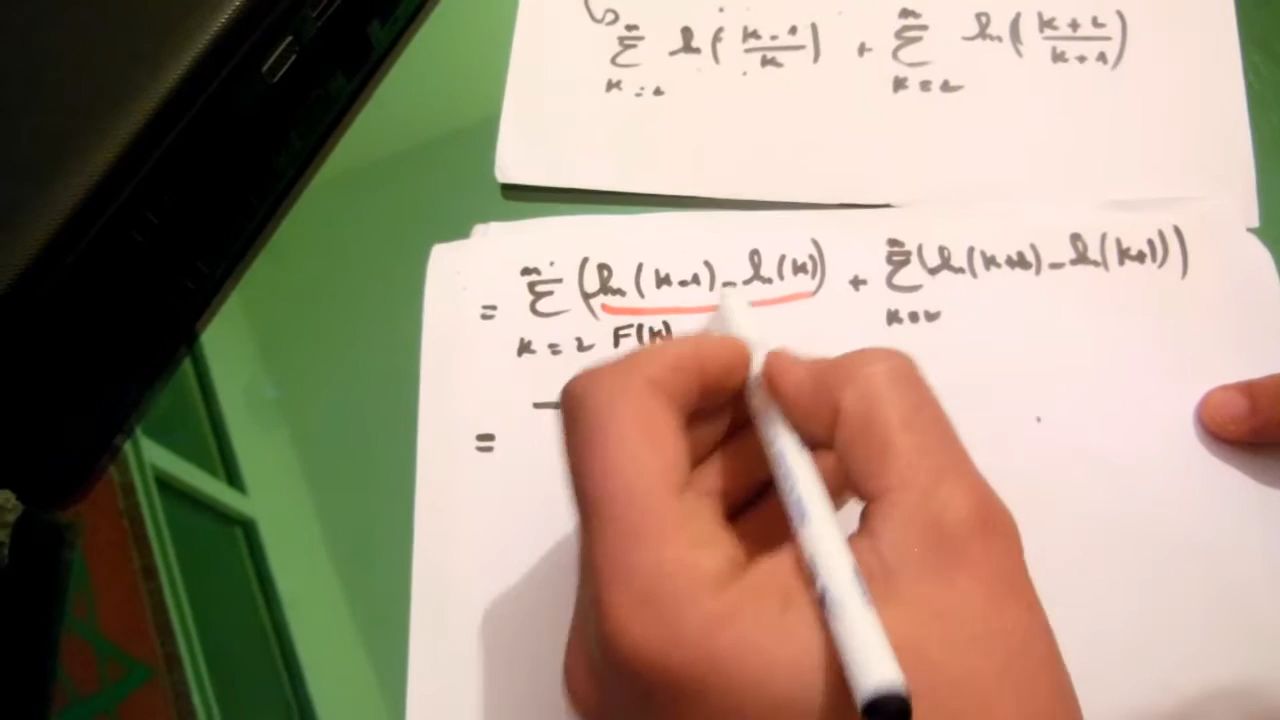 n n
Σ ln( k-1/k ) + Σ ln( k+2/k+1 )
k=2 k=2
n n
= Σ (ln(k-1) - ln(k)) + Σ (ln(k+2) - ln(k+1))
k=2 F(k) k=2
=